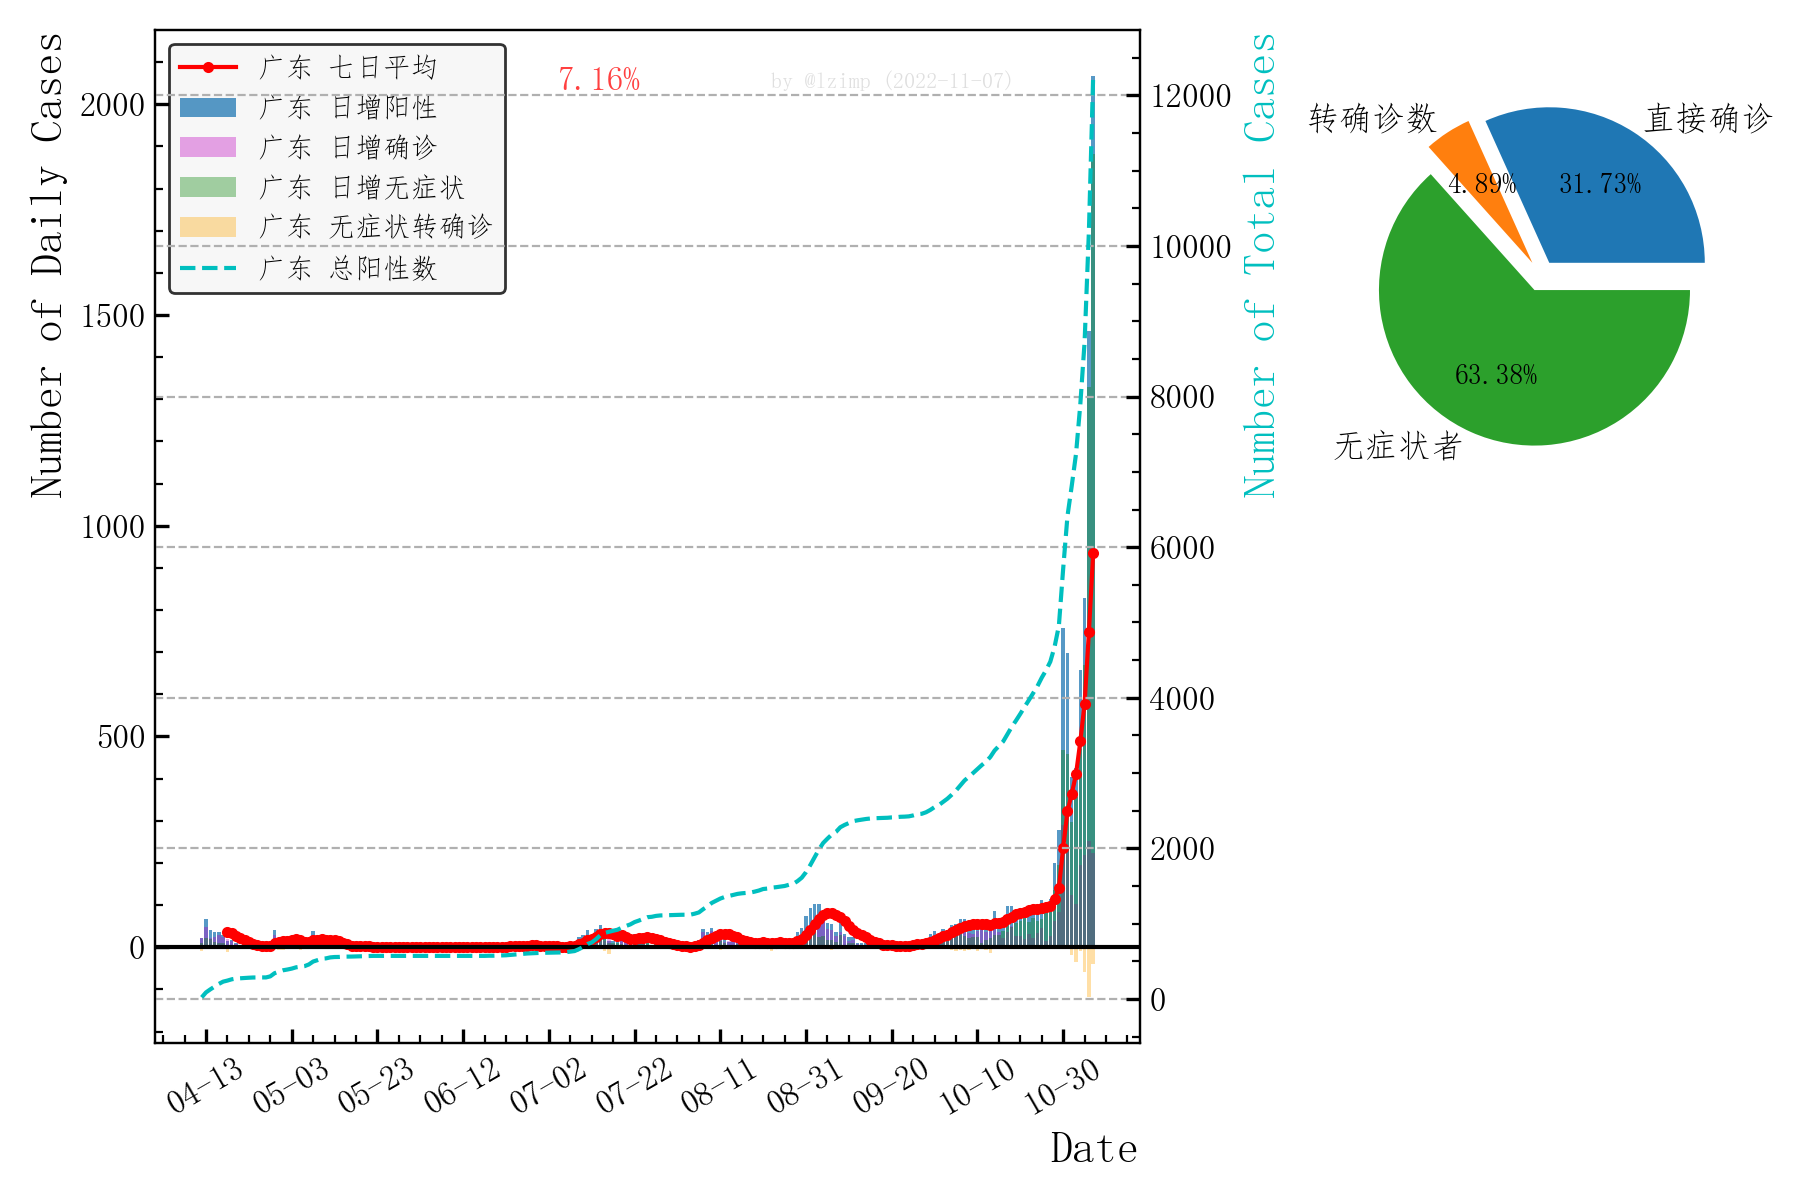 Number of Daily Cases
2000
1500
1000
500
0
广东 七日平均
广东 日增阳性
广东 日增确诊
广东 日增无症状
广东 无症状转确诊
广东 总阳性数
7.16%
by @lzimp (2022-11-07)
12000
10000
8000
6000
4000
2000
0
Number of Total Cases
04-13
05-03
05-23
06-12
07-02
07-22
08-11
08-31
09-20
10-10
10-30
Date
转确诊数
直接确诊
4.89%
31.73%
63.38%
无症状者